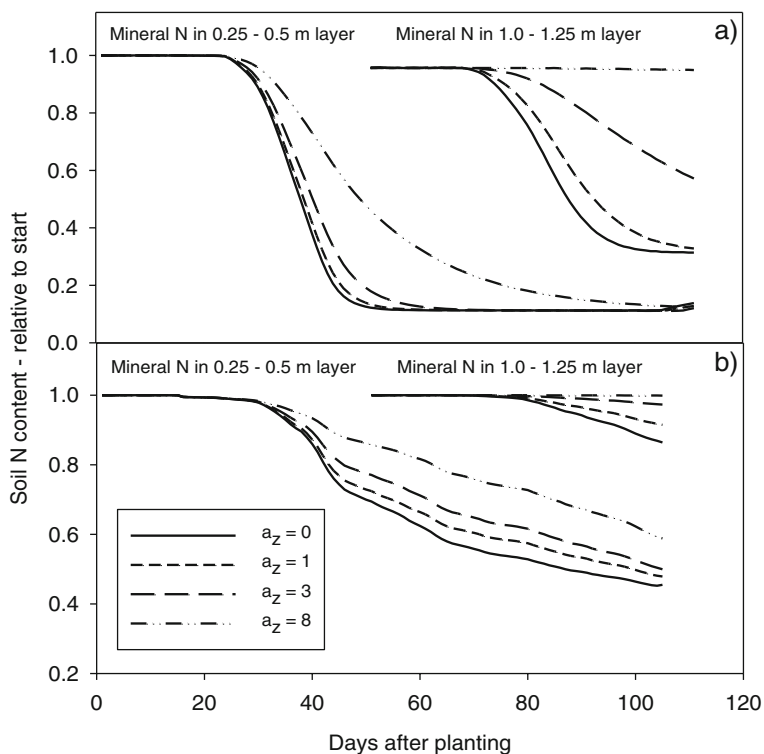 Mineral N in 0.25 - 0.5 m layer
Mineral N in 1.0 - 1.25 m layer
a)
1.0
0.8
0.6
0.4
0.2
0.0
Mineral N in 0.25 - 0.5 m layer
Mineral N in 1.0 - 1.25 m layer
b)
1.0
0.8
0.6
0.4
0.2
Soil N content - relative to start
a_z = 0
a_z = 1
a_z = 3
a_z = 8
0 20 40 60 80 100 120
Days after planting